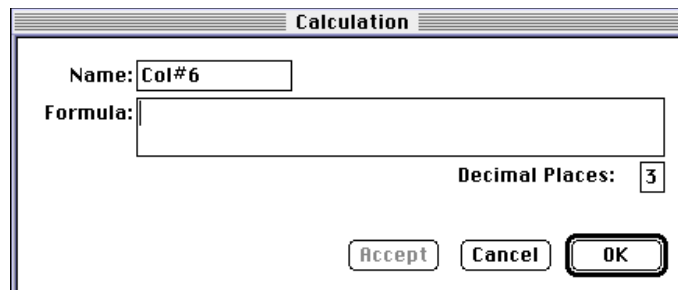 Calculation
Name: Col#6
Formula:
Decimal Places: 3
Accept Cancel OK